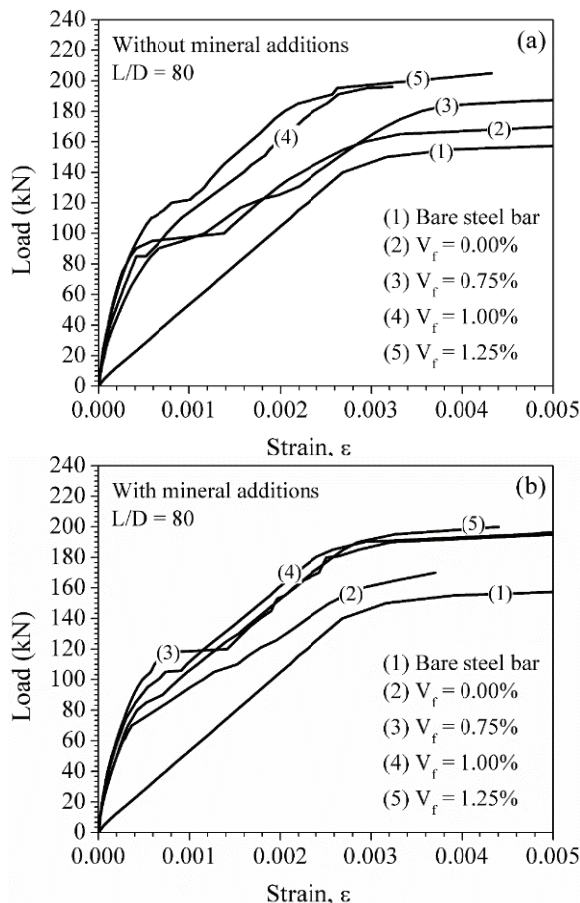 Without mineral additions
L/D = 80
(a)
Load (kN)
240
220
200
180
160
140
120
100
80
60
40
20
0
(5)
(3)
(4)
(2)
(1)
(1) Bare steel bar
(2) V_f = 0.00%
(3) V_f = 0.75%
(4) V_f = 1.00%
(5) V_f = 1.25%
0.000 0.001 0.002 0.003 0.004 0.005
Strain, ε
With mineral additions
L/D = 80
(b)
Load (kN)
240
220
200
180
160
140
120
100
80
60
40
20
0
(5)
(4)
(2)
(1)
(3)
(1) Bare steel bar
(2) V_f = 0.00%
(3) V_f = 0.75%
(4) V_f = 1.00%
(5) V_f = 1.25%
0.000 0.001 0.002 0.003 0.004 0.005
Strain, ε